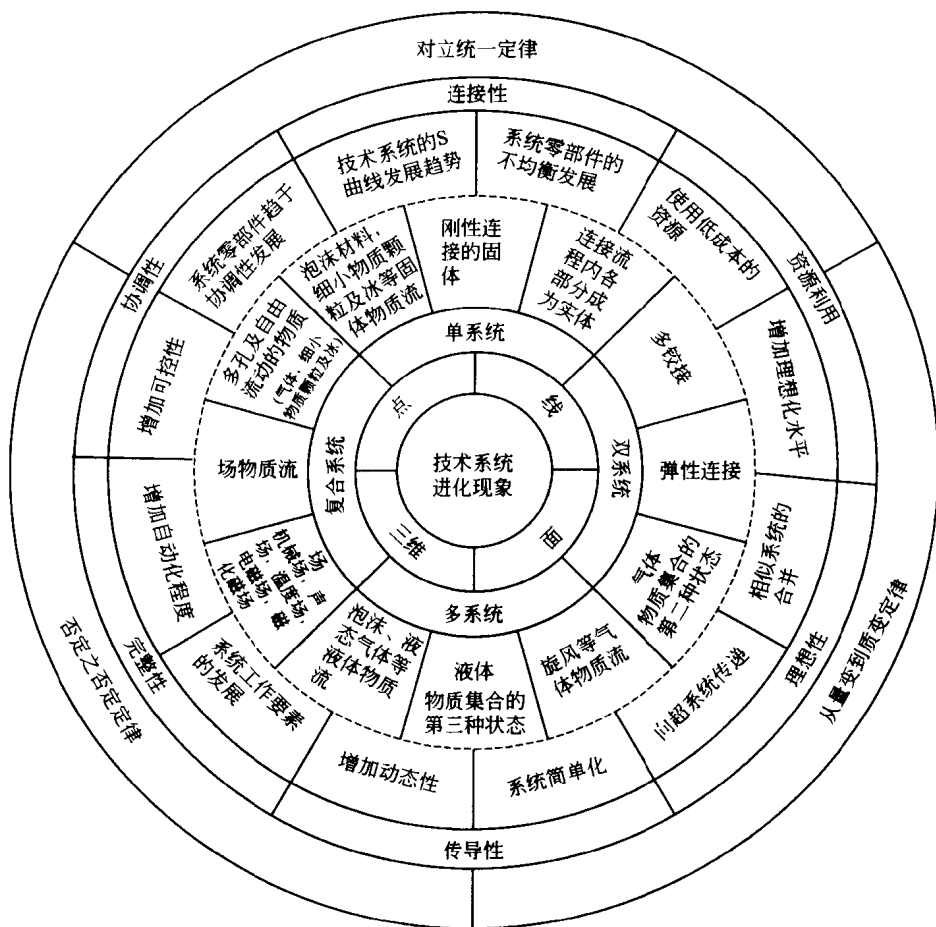 对立统一定律
连接性
技术系统的S
曲线发展趋势
系统零部件的
不均衡发展
使用低成本的
资源
资源利用
增加理想化水平
相似系统的
合并
理想性
从量变到质变定律
向超系统传递
系统简单化
传导性
增加动态性
系统工作要素
的发展
完整性
否定之否定定律
增加自动化程度
增加可控性
协调性
系统零部件趋于
协调性发展
刚性连
接的固
体
连接流
程内各
部分成
为实体
多铰接
弹性连接
气体
物质集合的
第二种状态
旋风等气
体物质流
液体
物质集合的
第三种状态
泡沫、液
态气体等
液体物质
流
场
机械场，声
场，温度场，
电磁场，磁
化磁场
场物质流
多孔及自由
流动的物质
(气体、细小
物质颗粒及冰)
泡沫材料，
细小物质颗
粒及冰等固
体物质流
单系统
双系统
多系统
复合系统
点
线
面
三维
技术系统
进化现象